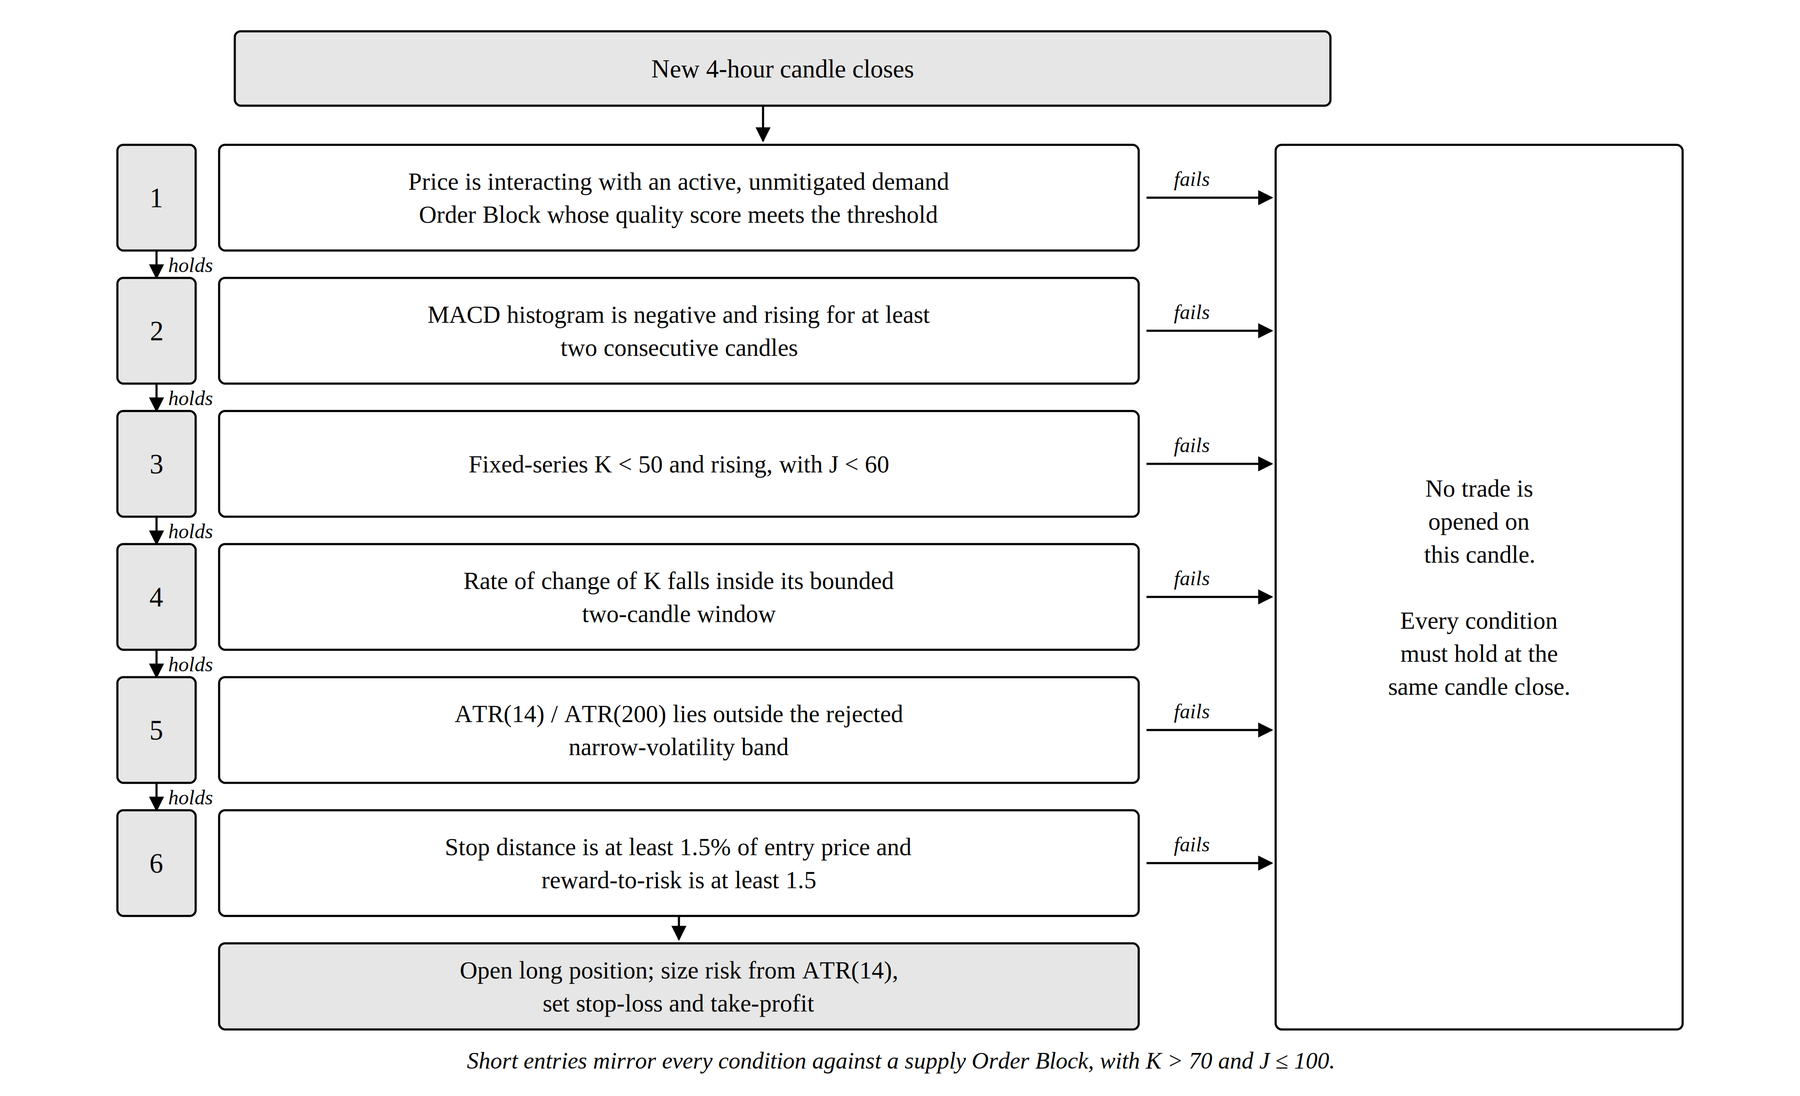 New 4-hour candle closes
1
Price is interacting with an active, unmitigated demand
Order Block whose quality score meets the threshold
fails
holds
2
MACD histogram is negative and rising for at least
two consecutive candles
fails
holds
3
Fixed-series K < 50 and rising, with J < 60
fails
holds
4
Rate of change of K falls inside its bounded
two-candle window
fails
holds
5
ATR(14) / ATR(200) lies outside the rejected
narrow-volatility band
fails
holds
6
Stop distance is at least 1.5% of entry price and
reward-to-risk is at least 1.5
fails
No trade is
opened on
this candle.
Every condition
must hold at the
same candle close.
Open long position; size risk from ATR(14),
set stop-loss and take-profit
Short entries mirror every condition against a supply Order Block, with K > 70 and J ≤ 100.